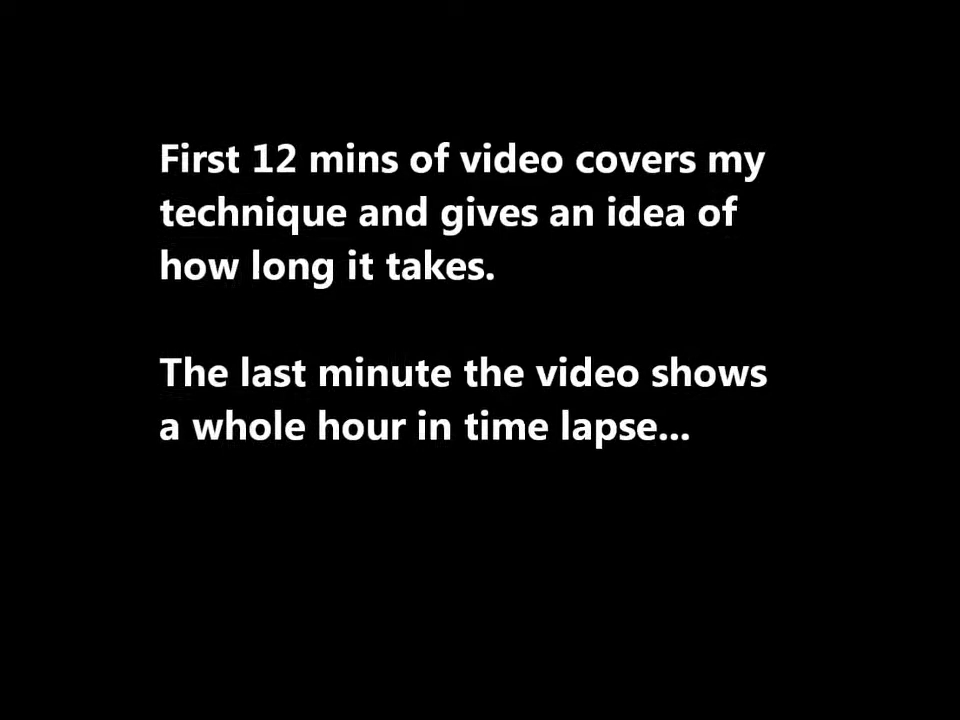 First 12 mins of video covers my
technique and gives an idea of
how long it takes.
The last minute the video shows
a whole hour in time lapse...